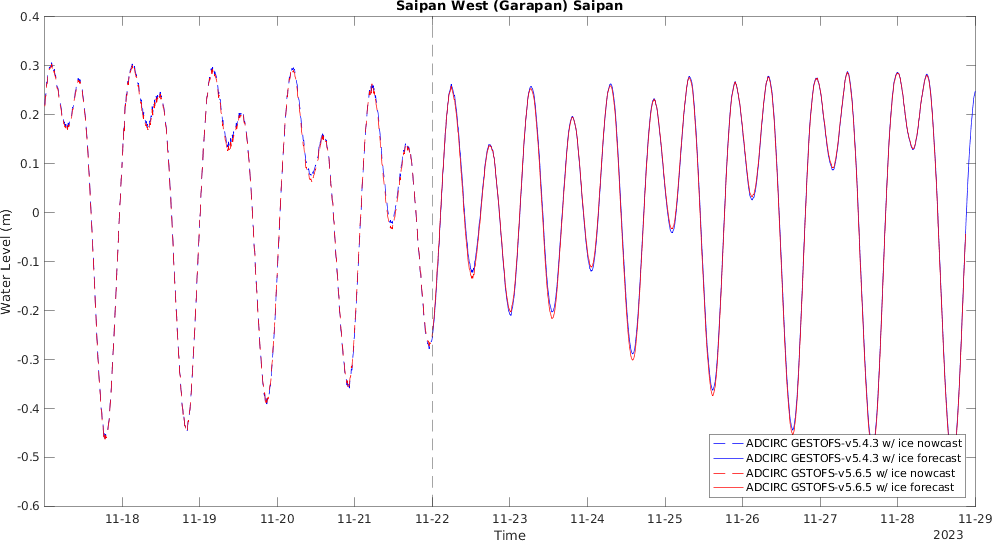 Saipan West (Garapan) Saipan
0.4
0.3
0.2
0.1
0
-0.1
-0.2
-0.3
-0.4
-0.5
-0.6
Water Level (m)
ADCIRC GESTOFS-v5.4.3 w/ ice nowcast
ADCIRC GESTOFS-v5.4.3 w/ ice forecast
ADCIRC GSTOFS-v5.6.5 w/ ice nowcast
ADCIRC GSTOFS-v5.6.5 w/ ice forecast
11-18 11-19 11-20 11-21 11-22 11-23 11-24 11-25 11-26 11-27 11-28 11-29
Time
2023